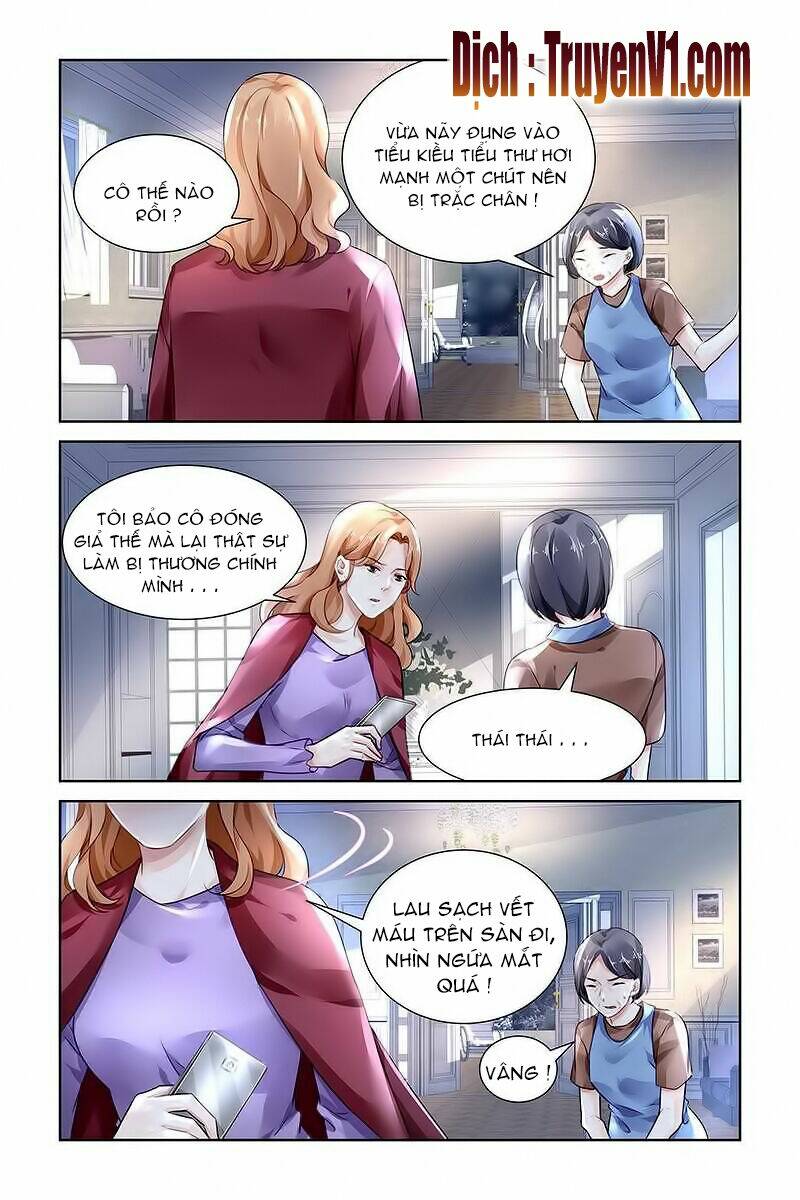 Dịch : TruyenV1.com
CÔ THẾ NÀO
RỒI ?
VỪA NÃY ĐỤNG VÀO
TIỂU KIỀU TIỂU THƯ HƠI
MẠNH MỘT CHÚT NÊN
BỊ TRẶC CHÂN !
TÔI BẢO CÔ ĐÓNG
GIẢ THẾ MÀ LẠI THẬT SỰ
LÀM BỊ THƯƠNG CHÍNH
MÌNH . . .
THÁI THÁI . . .
LAU SẠCH VẾT
MÁU TRÊN SÀN ĐI,
NHÌN NGỨA MẮT
QUÁ !
VÂNG !